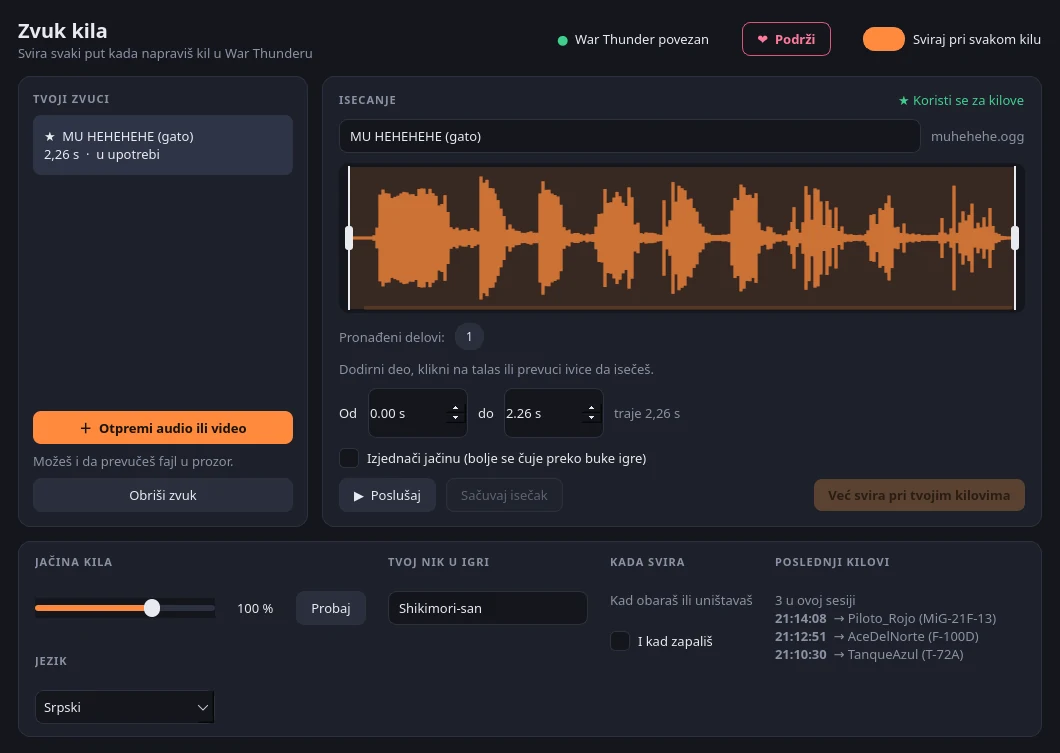 Zvuk kila
Svira svaki put kada napraviš kil u War Thunderu
War Thunder povezan
❤ Podrži
Sviraj pri svakom kilu
TVOJI ZVUCI
★ MU HEHEHEHE (gato)
2,26 s · u upotrebi
+ Otpremi audio ili video
Možeš i da prevučeš fajl u prozor.
Obriši zvuk
ISECANJE
★ Koristi se za kilove
MU HEHEHEHE (gato)
muhehehe.ogg
Pronađeni delovi: 1
Dodirni deo, klikni na talas ili prevuci ivice da isečeš.
Od 0.00 s do 2.26 s traje 2,26 s
Izjednači jačinu (bolje se čuje preko buke igre)
▶ Poslušaj
Sačuvaj isečak
Već svira pri tvojim kilovima
JAČINA KILA
100 %
Probaj
JEZIK
Srpski
TVOJ NIK U IGRI
Shikimori-san
KADA SVIRA
Kad obaraš ili uništavaš
I kad zapališ
POSLEDNJI KILOVI
3 u ovoj sesiji
21:14:08 → Piloto_Rojo (MiG-21F-13)
21:12:51 → AceDelNorte (F-100D)
21:10:30 → TanqueAzul (T-72A)